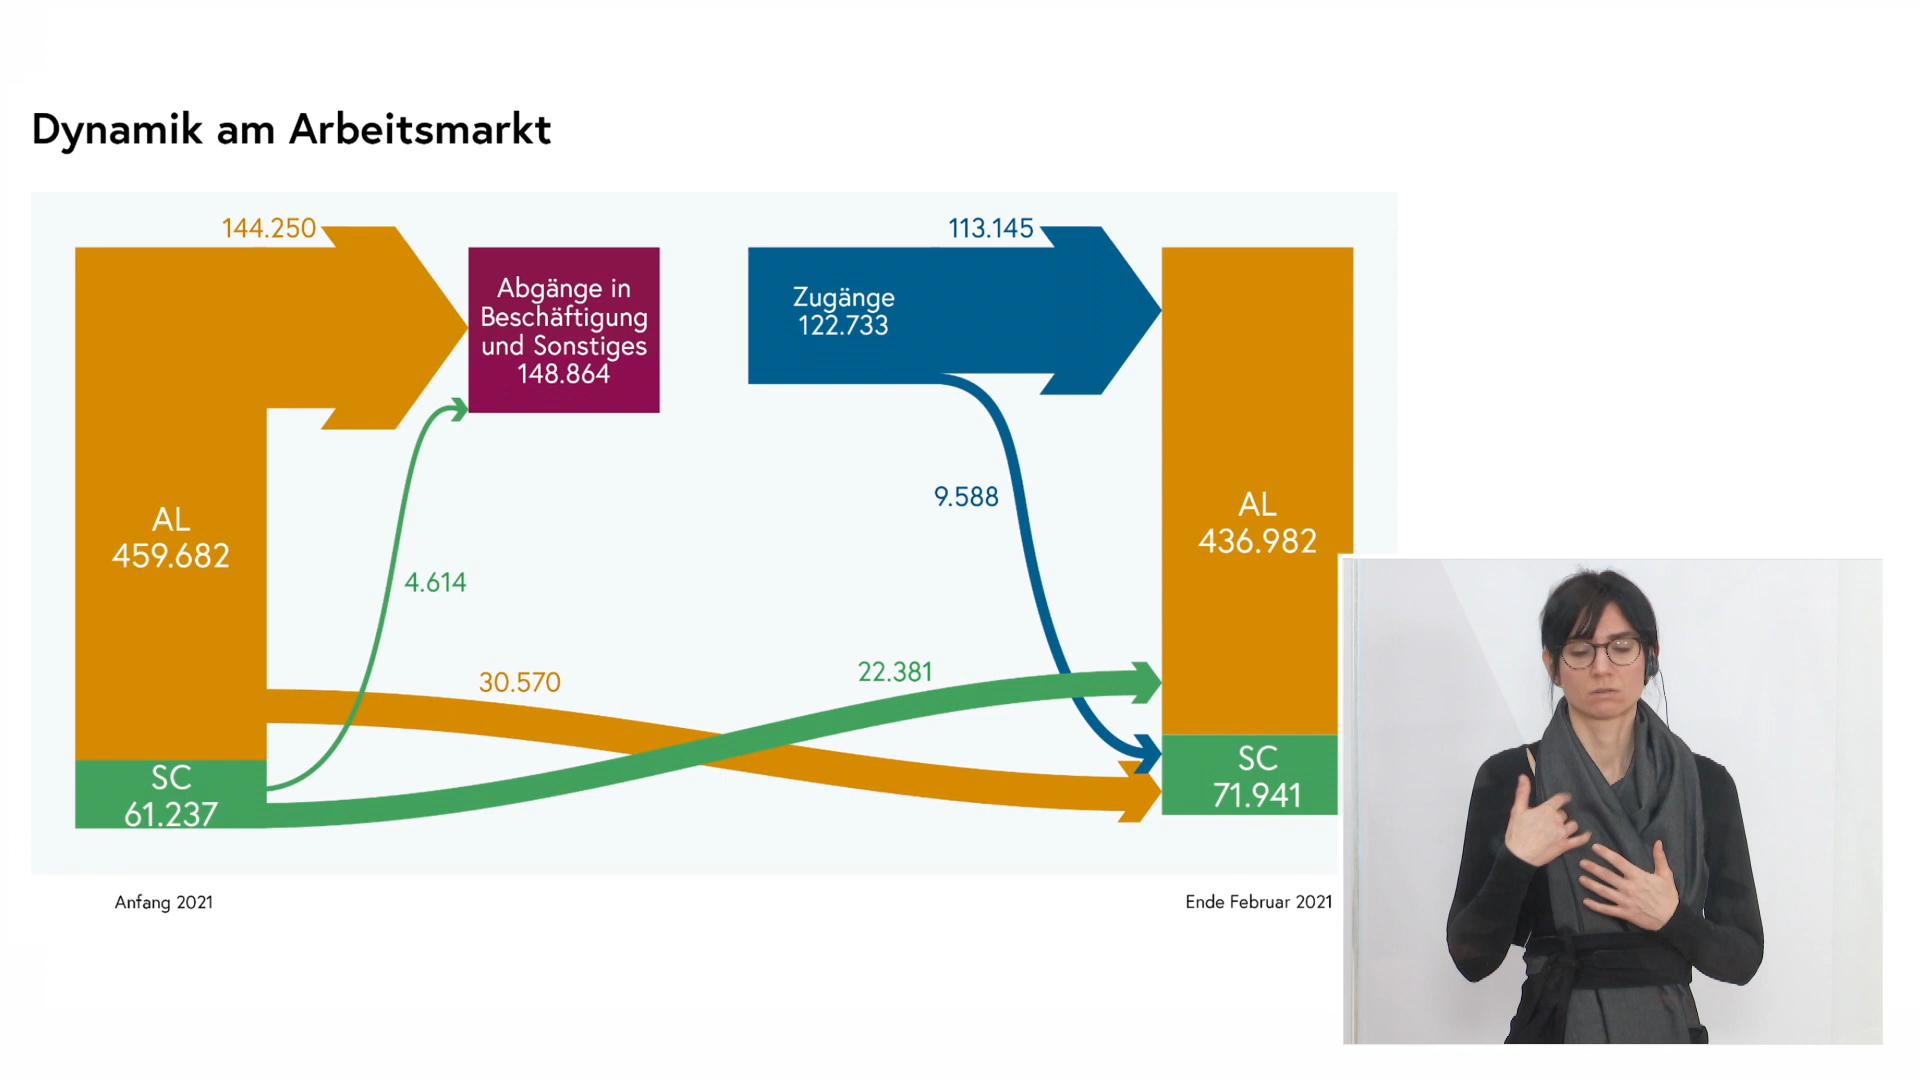 Dynamik am Arbeitsmarkt
144.250
113.145
Abgänge in
Beschäftigung
und Sonstiges
148.864
Zugänge
122.733
AL
459.682
9.588
AL
436.982
4.614
30.570
22.381
SC
61.237
SC
71.941
Anfang 2021
Ende Februar 2021